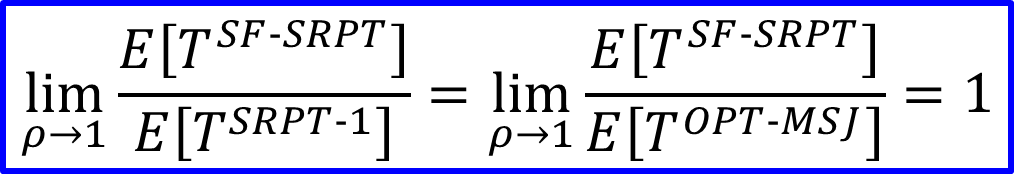 lim_{ρ→1} E[T^{SF-SRPT}] / E[T^{SRPT-1}] = lim_{ρ→1} E[T^{SF-SRPT}] / E[T^{OPT-MSJ}] = 1